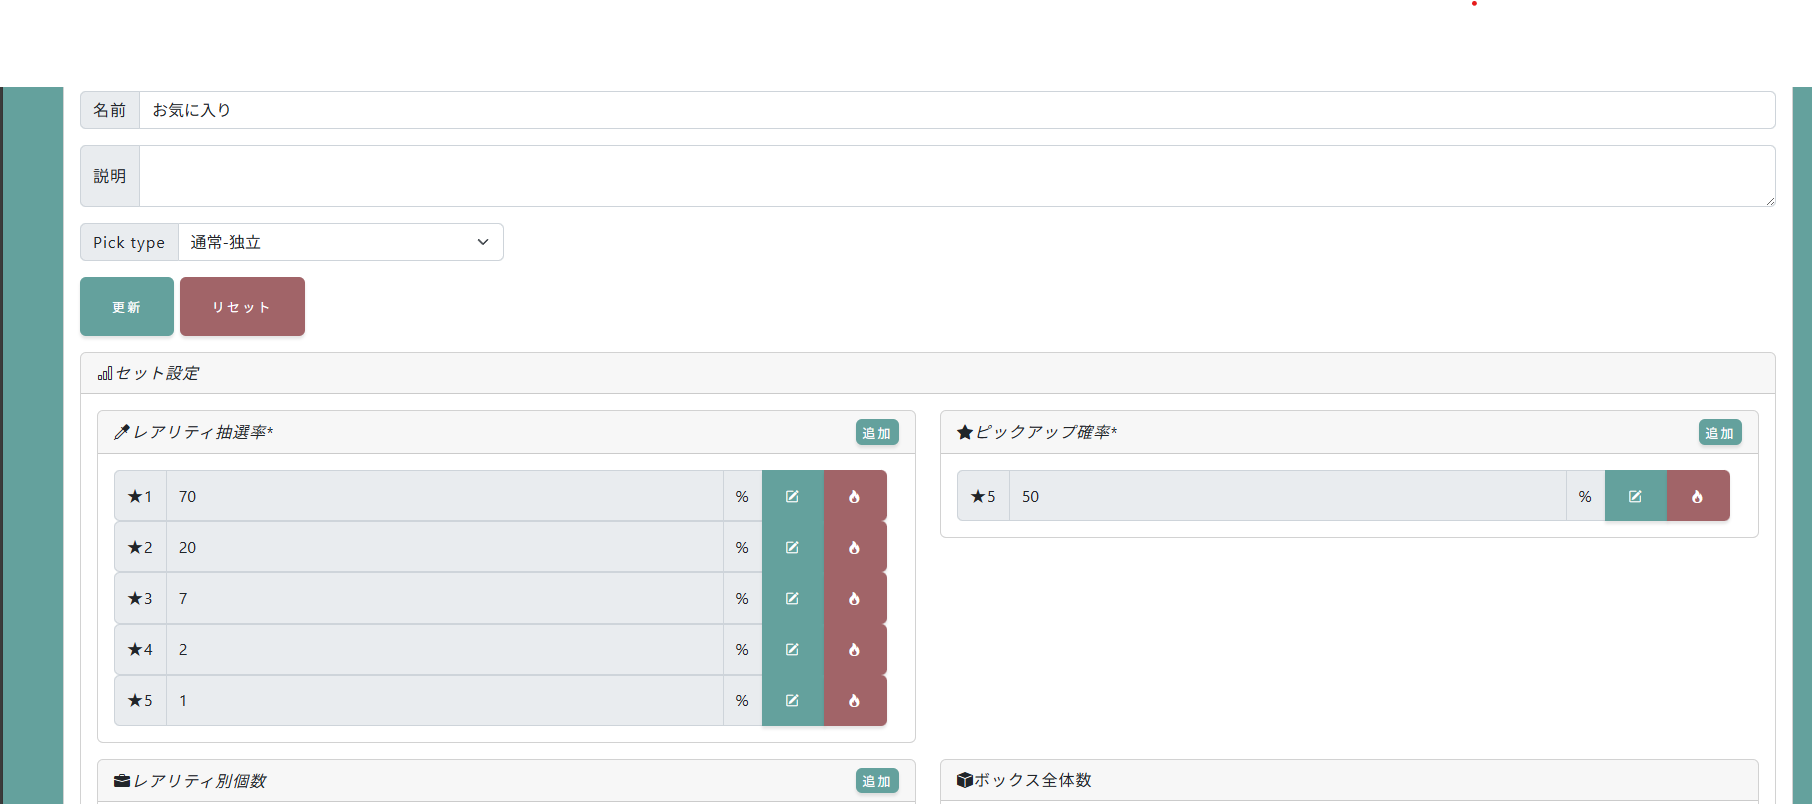 名前 お気に入り
説明
Pick type 通常-独立
更新 リセット
セット設定
レアリティ抽選率* 追加
★1 70 %
★2 20 %
★3 7 %
★4 2 %
★5 1 %
ピックアップ確率* 追加
★5 50 %
レアリティ別個数 追加
ボックス全体数